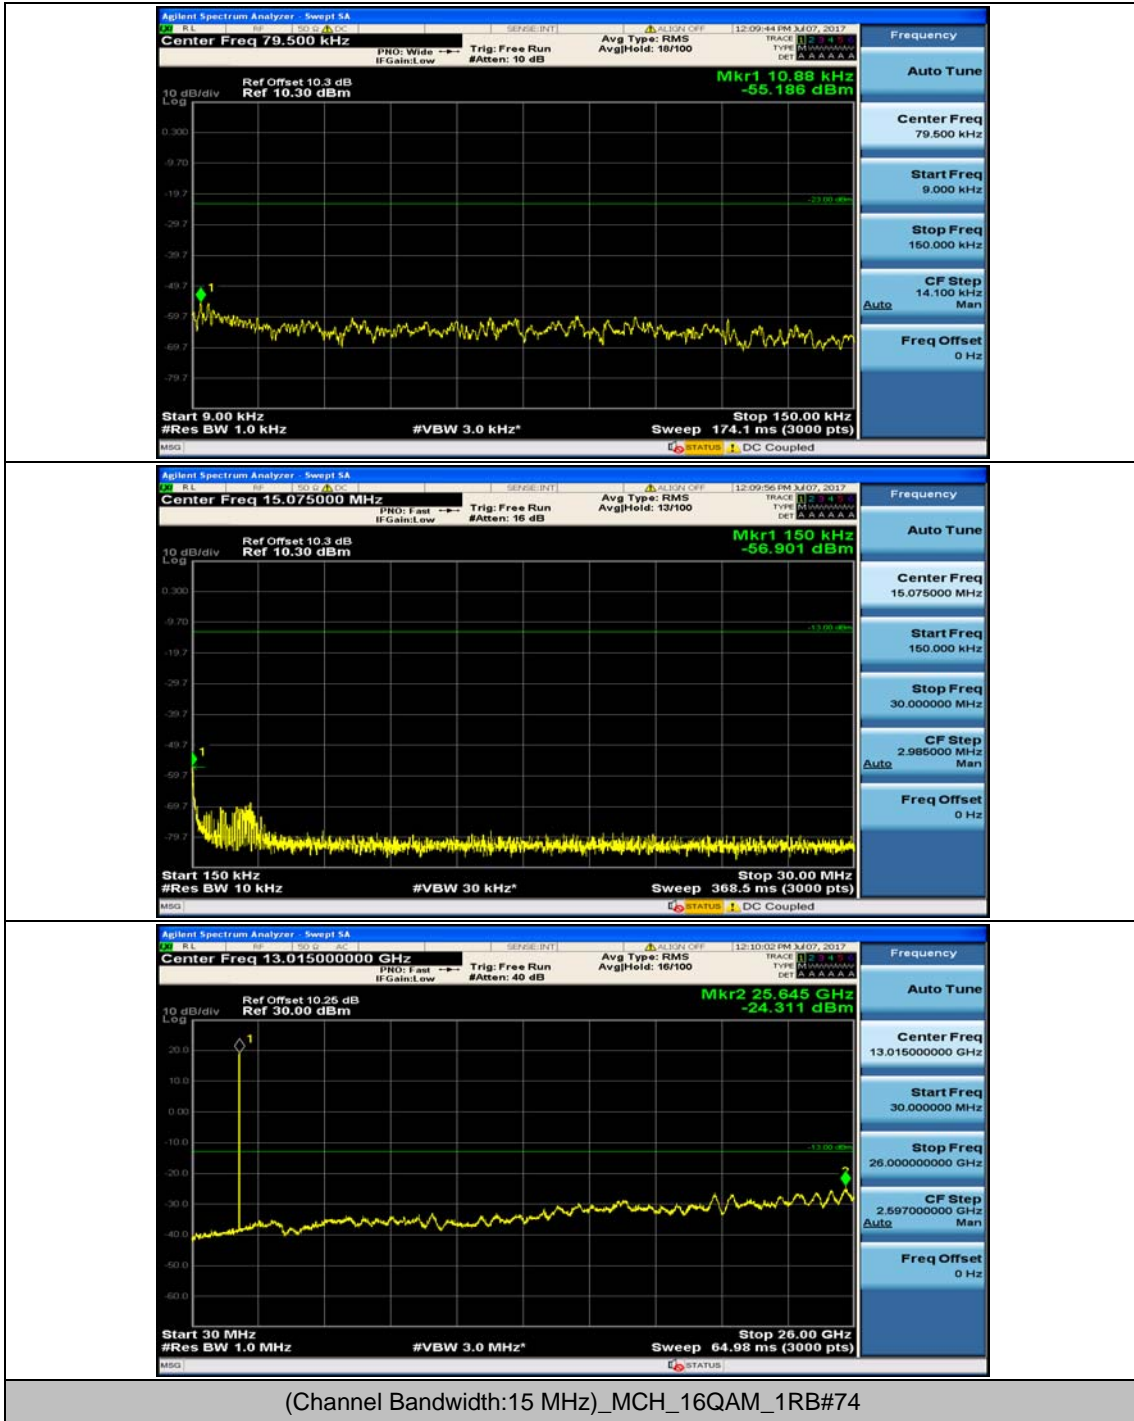 Agilent Spectrum Analyzer - Swept SA
RL RF 50 Ω DC SENSE:INT ALIGN OFF 12:09:44 PM Jul 07, 2017
Center Freq 79.500 kHz
PNO: Wide
IFGain:Low
Trig: Free Run
#Atten: 10 dB
Avg Type: RMS
Avg|Hold: 18/100
TRACE 1 2 3 4 5 6
TYPE M
DET A A A A A A
Frequency
Ref Offset 10.3 dB
10 dB/div Ref 10.30 dBm
Log
Mkr1 10.88 kHz
-55.186 dBm
Auto Tune
Center Freq
79.500 kHz
Start Freq
9.000 kHz
Stop Freq
150.000 kHz
CF Step
14.100 kHz
Auto Man
Freq Offset
0 Hz
0.300
-9.70
-19.7
-23.00 dBm
-29.7
-39.7
-49.7
1
-59.7
-69.7
-79.7
Start 9.00 kHz Stop 150.00 kHz
#Res BW 1.0 kHz #VBW 3.0 kHz* Sweep 174.1 ms (3000 pts)
MSG STATUS DC Coupled
Agilent Spectrum Analyzer - Swept SA
RL RF 50 Ω DC SENSE:INT ALIGN OFF 12:09:56 PM Jul 07, 2017
Center Freq 15.075000 MHz
PNO: Fast
IFGain:Low
Trig: Free Run
#Atten: 16 dB
Avg Type: RMS
Avg|Hold: 13/100
TRACE 1 2 3 4 5 6
TYPE M
DET A A A A A A
Frequency
Ref Offset 10.3 dB
10 dB/div Ref 10.30 dBm
Log
Mkr1 150 kHz
-56.901 dBm
Auto Tune
Center Freq
15.075000 MHz
Start Freq
150.000 kHz
Stop Freq
30.000000 MHz
CF Step
2.985000 MHz
Auto Man
Freq Offset
0 Hz
0.300
-9.70
-13.00 dBm
-19.7
-29.7
-39.7
-49.7
1
-59.7
-69.7
-79.7
Start 150 kHz Stop 30.00 MHz
#Res BW 10 kHz #VBW 30 kHz* Sweep 368.5 ms (3000 pts)
MSG STATUS DC Coupled
Agilent Spectrum Analyzer - Swept SA
RL RF 50 Ω AC SENSE:INT ALIGN OFF 12:10:02 PM Jul 07, 2017
Center Freq 13.015000000 GHz
PNO: Fast
IFGain:Low
Trig: Free Run
#Atten: 40 dB
Avg Type: RMS
Avg|Hold: 16/100
TRACE 1 2 3 4 5 6
TYPE M
DET A A A A A A
Frequency
Ref Offset 10.25 dB
10 dB/div Ref 30.00 dBm
Log
Mkr2 25.645 GHz
-24.311 dBm
Auto Tune
Center Freq
13.015000000 GHz
Start Freq
30.000000 MHz
Stop Freq
26.000000000 GHz
CF Step
2.597000000 GHz
Auto Man
Freq Offset
0 Hz
1
20.0
10.0
0.00
-10.0
-13.00 dBm
-20.0
2
-30.0
-40.0
-50.0
-60.0
Start 30 MHz Stop 26.00 GHz
#Res BW 1.0 MHz #VBW 3.0 MHz* Sweep 64.98 ms (3000 pts)
MSG STATUS
(Channel Bandwidth:15 MHz)_MCH_16QAM_1RB#74